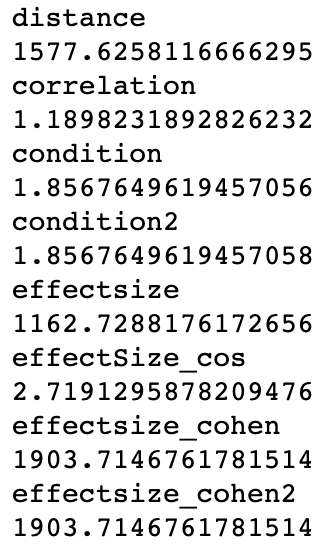 distance
1577.6258116666295
correlation
1.1898231892826232
condition
1.8567649619457056
condition2
1.8567649619457058
effectsize
1162.7288176172656
effectSize_cos
2.7191295878209476
effectsize_cohen
1903.7146761781514
effectsize_cohen2
1903.7146761781514